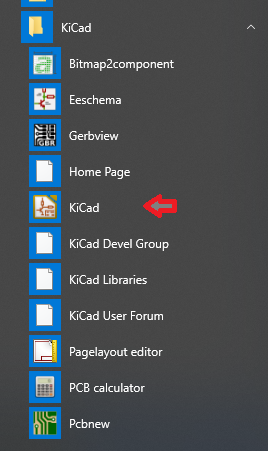 KiCad
Bitmap2component
Eeschema
GBR
Gerbview
Home Page
KiCad
KiCad Devel Group
KiCad Libraries
KiCad User Forum
Pagelayout editor
PCB calculator
Pcbnew